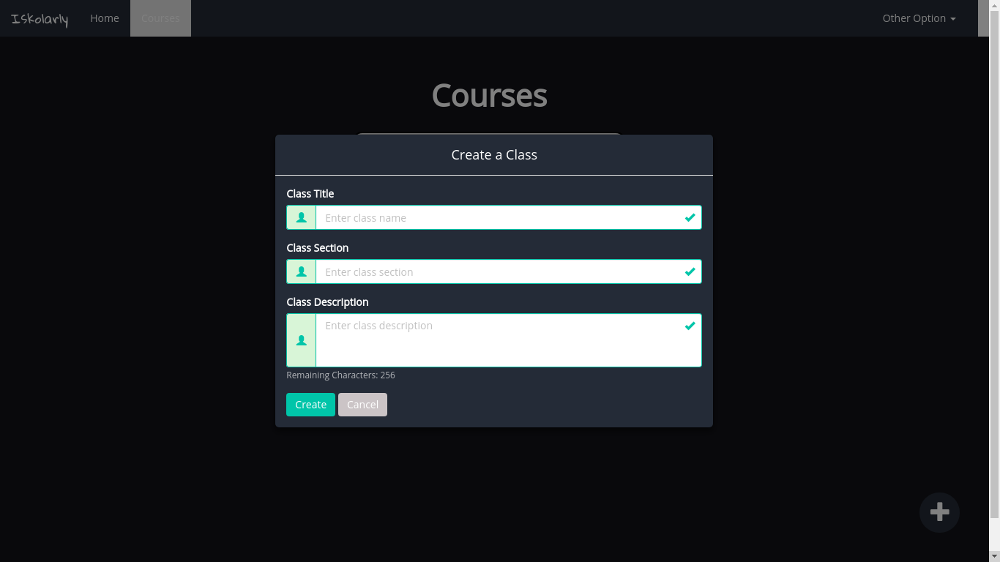 ISkolarly Home Courses Other Option
Courses
Create a Class
Class Title
Enter class name
Class Section
Enter class section
Class Description
Enter class description
Remaining Characters: 256
Create Cancel